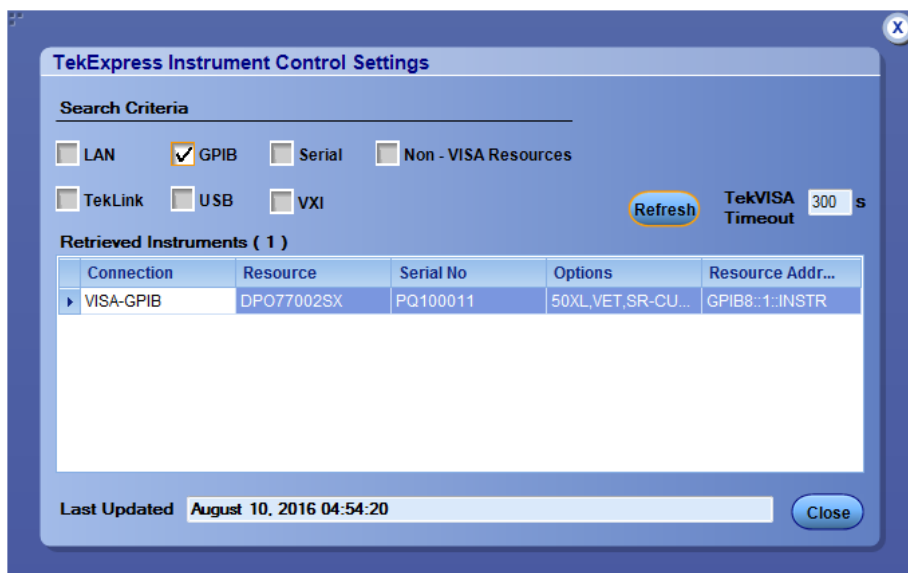 X
TekExpress Instrument Control Settings
Search Criteria
LAN GPIB Serial Non - VISA Resources
TekLink USB VXI
Refresh TekVISA Timeout 300 s
Retrieved Instruments ( 1 )
Connection Resource Serial No Options Resource Addr...
VISA-GPIB DPO77002SX PQ100011 50XL,VET,SR-CU... GPIB8::1::INSTR
Last Updated August 10, 2016 04:54:20 Close